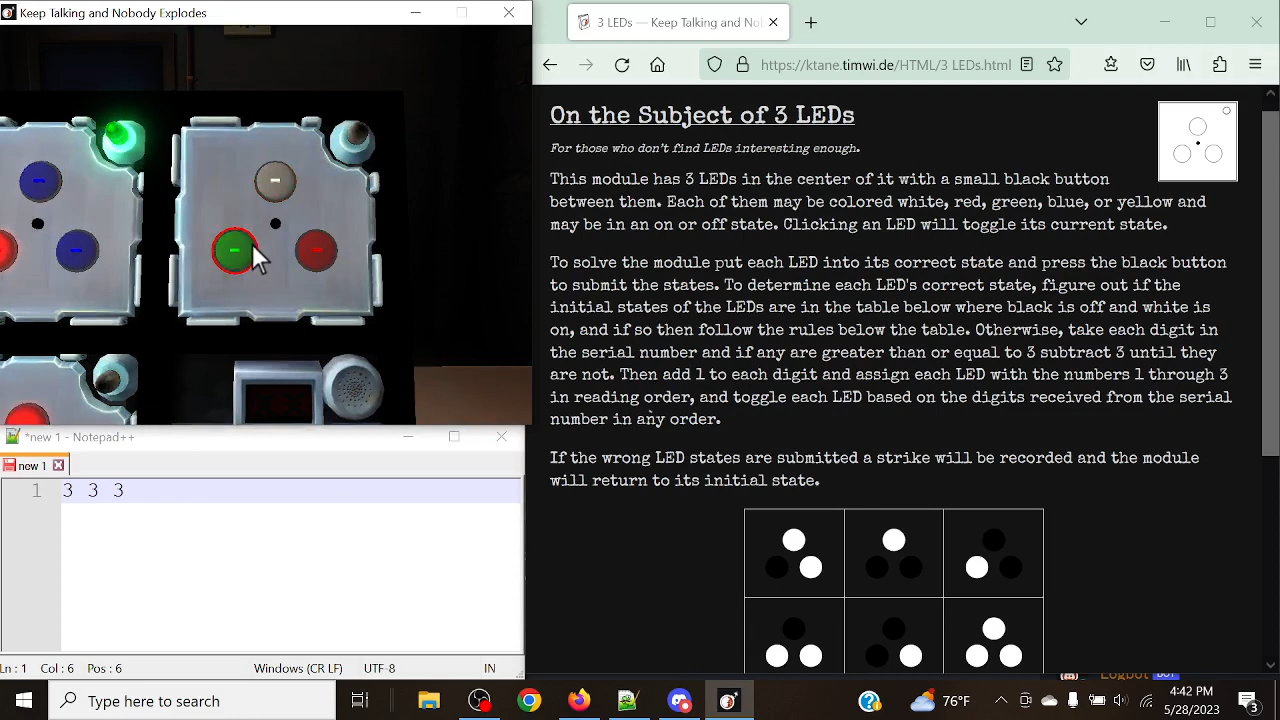 Keep Talking and Nobody Explodes
3 LEDs — Keep Talking and Nob
https://ktane.timwi.de/HTML/3 LEDs.html
On the Subject of 3 LEDs
For those who don't find LEDs interesting enough.
This module has 3 LEDs in the center of it with a small black button
between them. Each of them may be colored white, red, green, blue, or yellow and
may be in an on or off state. Clicking an LED will toggle its current state.
To solve the module put each LED into its correct state and press the black button
to submit the states. To determine each LED's correct state, figure out if the
initial states of the LEDs are in the table below where black is off and white is
on, and if so then follow the rules below the table. Otherwise, take each digit in
the serial number and if any are greater than or equal to 3 subtract 3 until they
are not. Then add 1 to each digit and assign each LED with the numbers 1 through 3
in reading order, and toggle each LED based on the digits received from the serial
number in any order.
If the wrong LED states are submitted a strike will be recorded and the module
will return to its initial state.
*new 1 - Notepad++
new 1
1
3 3 3
Ln : 1 Col : 6 Pos : 6 Windows (CR LF) UTF-8 IN
Logbot BOT
Type here to search
76°F
4:42 PM
5/28/2023
3